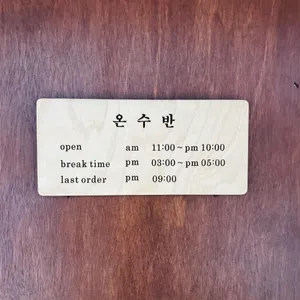 온수반
open am 11:00~pm 10:00
break time pm 03:00~pm 05:00
last order pm 09:00